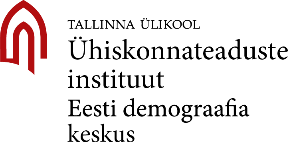 TALLINNA ÜLIKOOL
Ühiskonnateaduste
instituut
Eesti demograafia
keskus